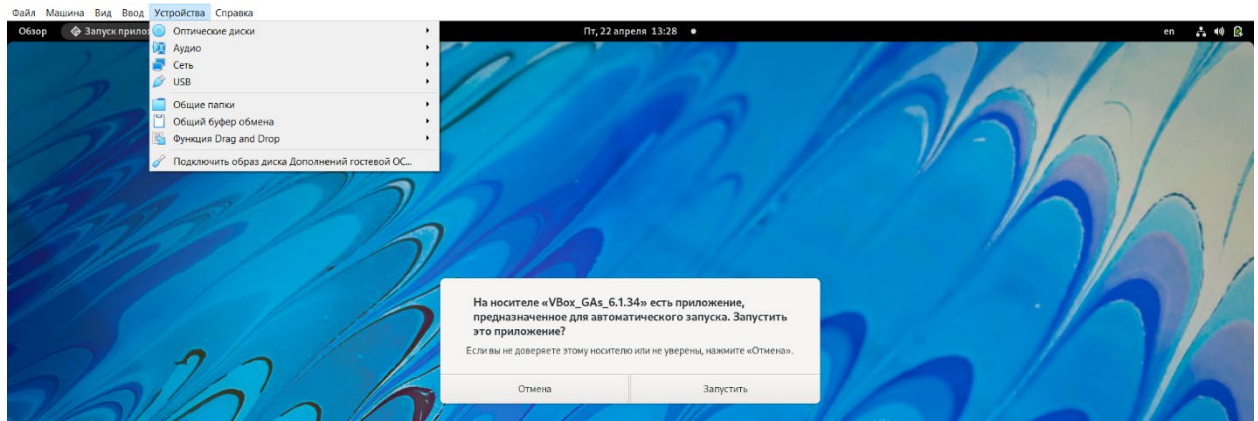 Файл Машина Вид Ввод Устройства Справка
Обзор Запуск прило Пт, 22 апреля 13:28 en
Оптические диски
Аудио
Сеть
USB
Общие папки
Общий буфер обмена
Функция Drag and Drop
Подключить образ диска Дополнений гостевой ОС...
На носителе «VBox_GAs_6.1.34» есть приложение,
предназначенное для автоматического запуска. Запустить
это приложение?
Если вы не доверяете этому носителю или не уверены, нажмите «Отмена».
Отмена Запустить